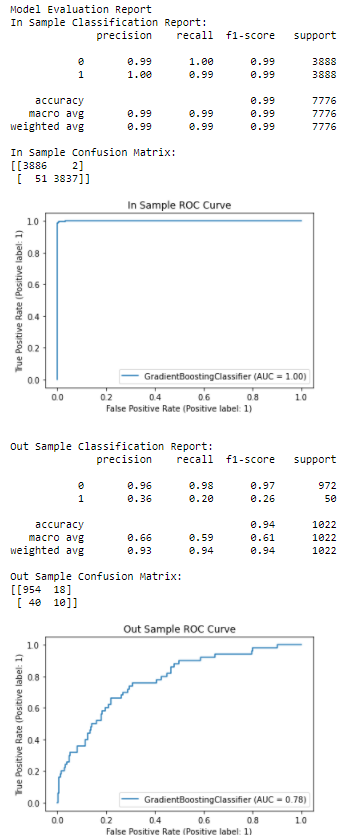 Model Evaluation Report
In Sample Classification Report:
precision recall f1-score support
0 0.99 1.00 0.99 3888
1 1.00 0.99 0.99 3888
accuracy 0.99 7776
macro avg 0.99 0.99 0.99 7776
weighted avg 0.99 0.99 0.99 7776
In Sample Confusion Matrix:
[[3886 2]
[ 51 3837]]
In Sample ROC Curve
True Positive Rate (Positive label: 1)
1.0
0.8
0.6
0.4
0.2
0.0
GradientBoostingClassifier (AUC = 1.00)
0.0 0.2 0.4 0.6 0.8 1.0
False Positive Rate (Positive label: 1)
Out Sample Classification Report:
precision recall f1-score support
0 0.96 0.98 0.97 972
1 0.36 0.20 0.26 50
accuracy 0.94 1022
macro avg 0.66 0.59 0.61 1022
weighted avg 0.93 0.94 0.94 1022
Out Sample Confusion Matrix:
[[954 18]
[ 40 10]]
Out Sample ROC Curve
True Positive Rate (Positive label: 1)
1.0
0.8
0.6
0.4
0.2
0.0
GradientBoostingClassifier (AUC = 0.78)
0.0 0.2 0.4 0.6 0.8 1.0
False Positive Rate (Positive label: 1)